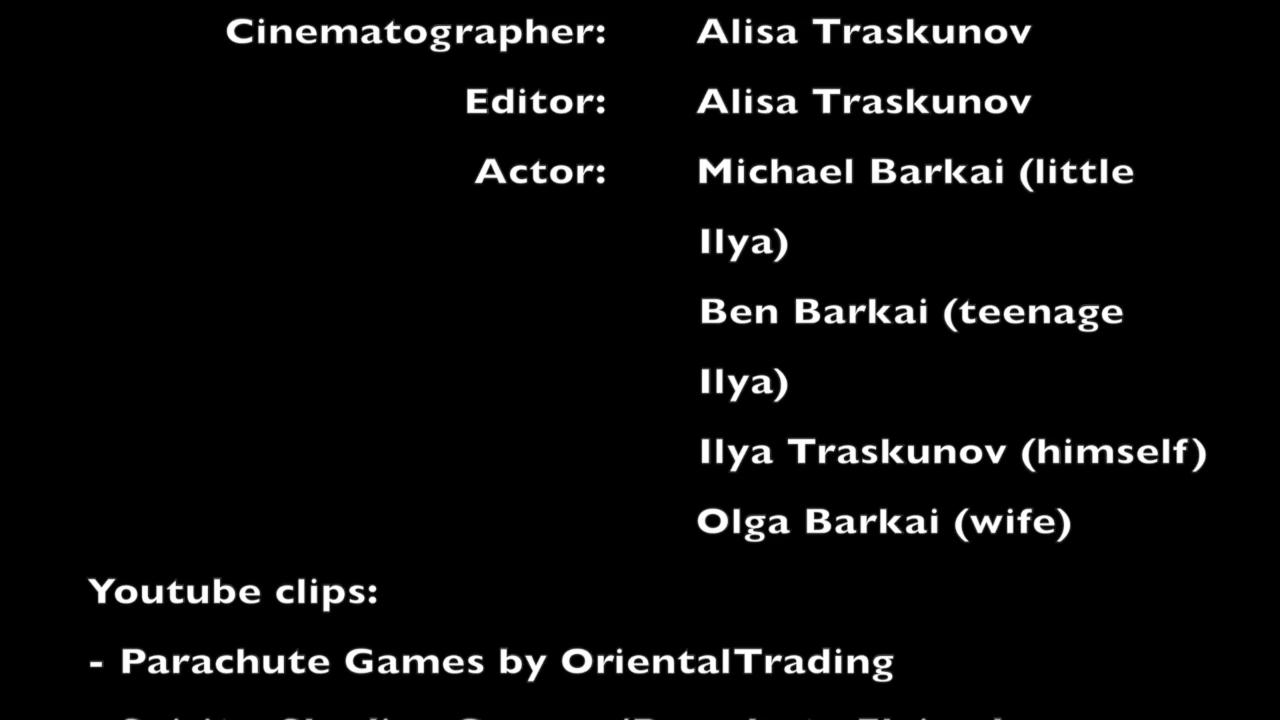 Cinematographer: Alisa Traskunov
Editor: Alisa Traskunov
Actor: Michael Barkai (little
Ilya)
Ben Barkai (teenage
Ilya)
Ilya Traskunov (himself)
Olga Barkai (wife)
Youtube clips:
- Parachute Games by OrientalTrading